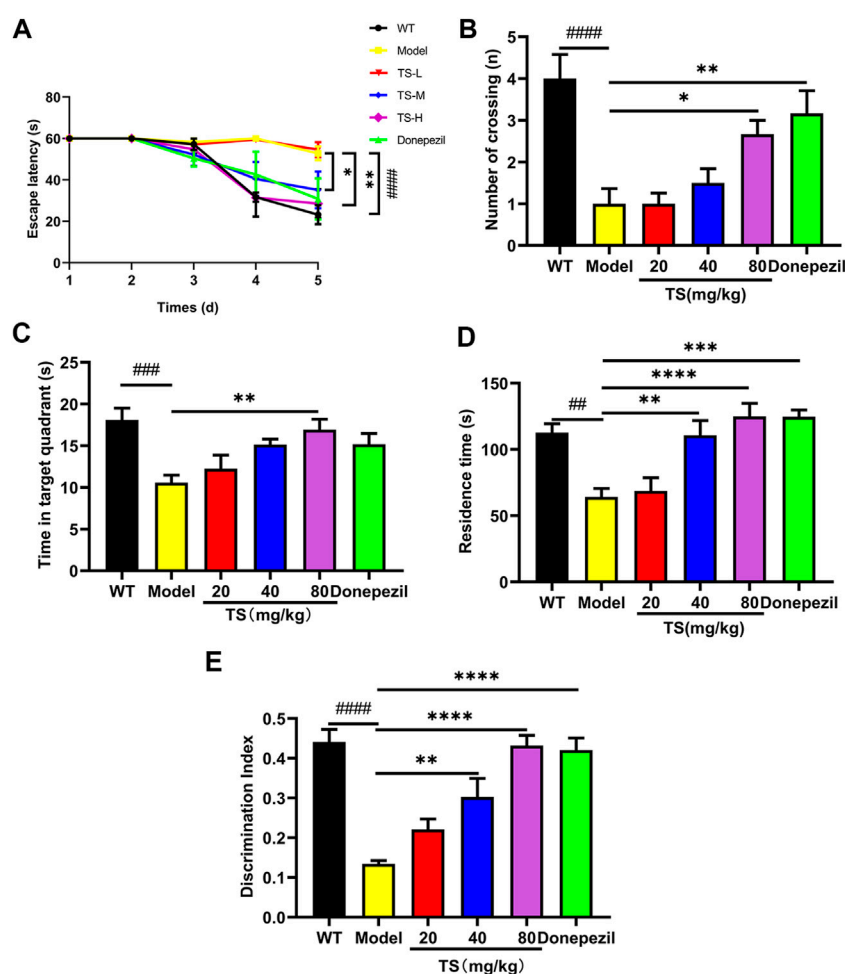 A
WT
Model
TS-L
TS-M
TS-H
Donepezil
Escape latency (s)
80
60
40
20
0
*
**
####
1 2 3 4 5
Times (d)
B
####
**
*
Number of crossing (n)
5
4
3
2
1
0
WT Model 20 40 80 Donepezil
TS(mg/kg)
C
###
**
Time in target quadrant (s)
25
20
15
10
5
0
WT Model 20 40 80 Donepezil
TS（mg/kg）
D
***
****
## **
Residence time (s)
150
100
50
0
WT Model 20 40 80 Donepezil
TS(mg/kg)
E
****
####
****
**
Discrimination Index
0.5
0.4
0.3
0.2
0.1
0.0
WT Model 20 40 80 Donepezil
TS（mg/kg）